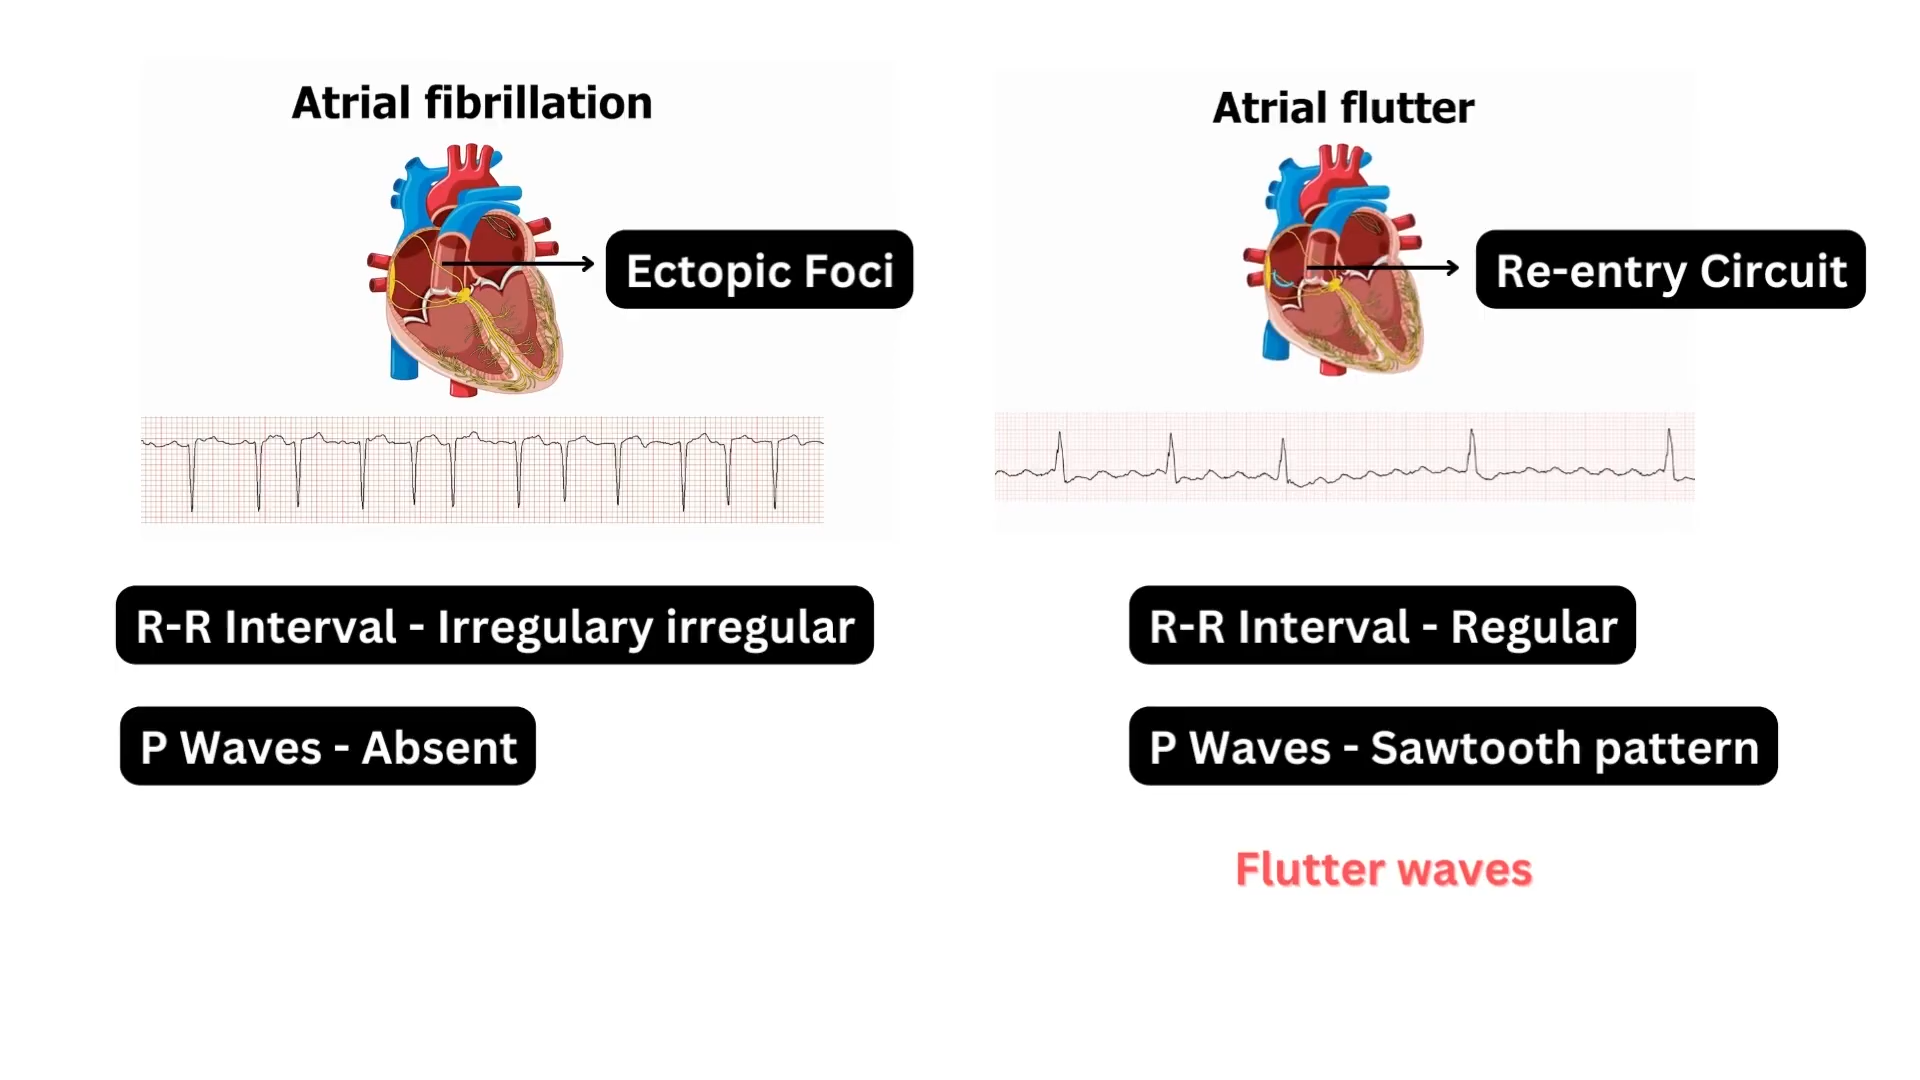 Atrial fibrillation
Ectopic Foci
R-R Interval - Irregulary irregular
P Waves - Absent
Atrial flutter
Re-entry Circuit
R-R Interval - Regular
P Waves - Sawtooth pattern
Flutter waves